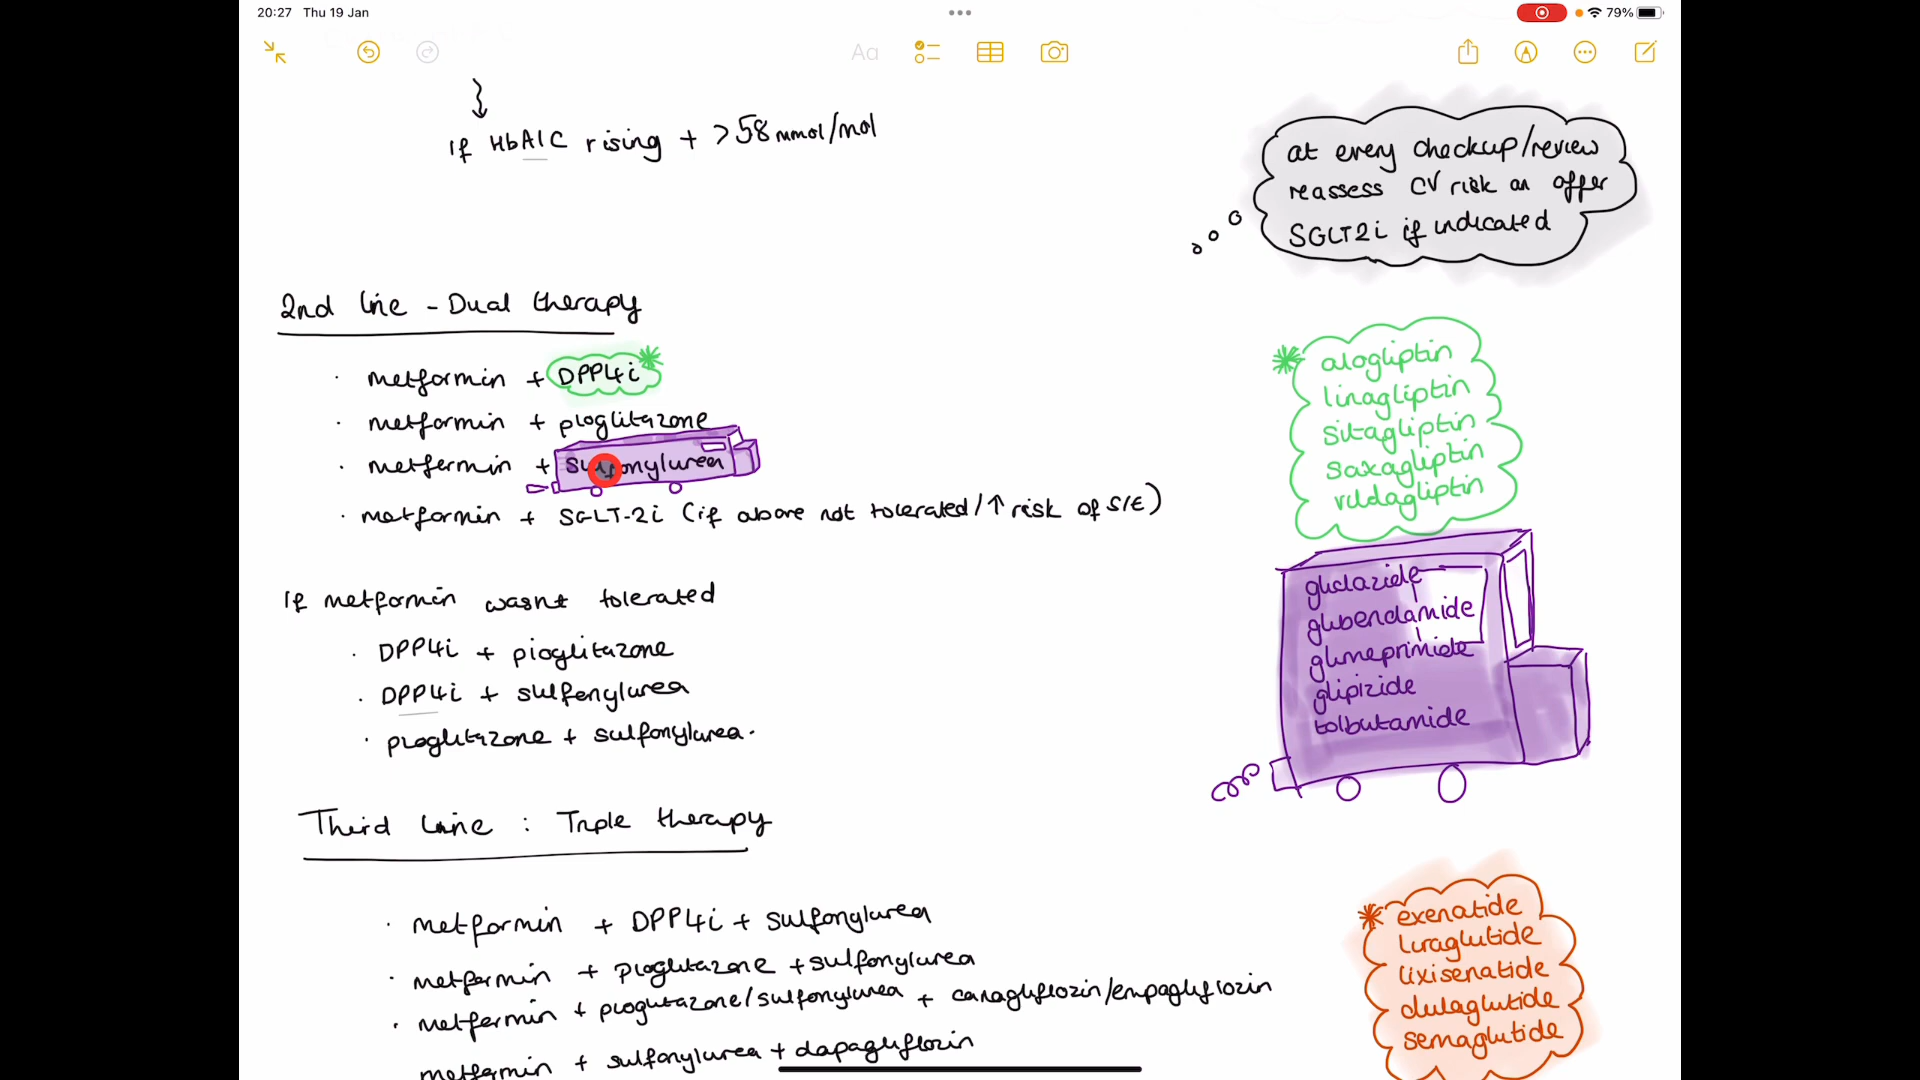 20:27 Thu 19 Jan
79%
Aa
If HbA1C rising + >58 mmol/mol
at every checkup/review
reassess CV risk an offer
SGLT2i if indicated
2nd line - Dual therapy
· metformin + DPP4i *
· metformin + pioglitazone
· metformin + sulfonylurea
· metformin + SGLT-2i (if above not tolerated/↑ risk of S/E)
* alogliptin
linagliptin
sitagliptin
saxagliptin
vildagliptin
If metformin wasnt tolerated
· DPP4i + pioglitazone
· DPP4i + sulfonylurea
· pioglitazone + sulfonylurea.
gliclazide
glibenclamide
glimeprimide
glipizide
tolbutamide
Third line : Triple therapy
· metformin + DPP4i + sulfonylurea
· metformin + pioglitazone + sulfonylurea
· metformin + pioglitazone/sulfonylurea + canagliflozin/empagliflozin
metformin + sulfonylurea + dapagliflozin
* exenatide
liraglutide
lixisenatide
dulaglutide
semaglutide